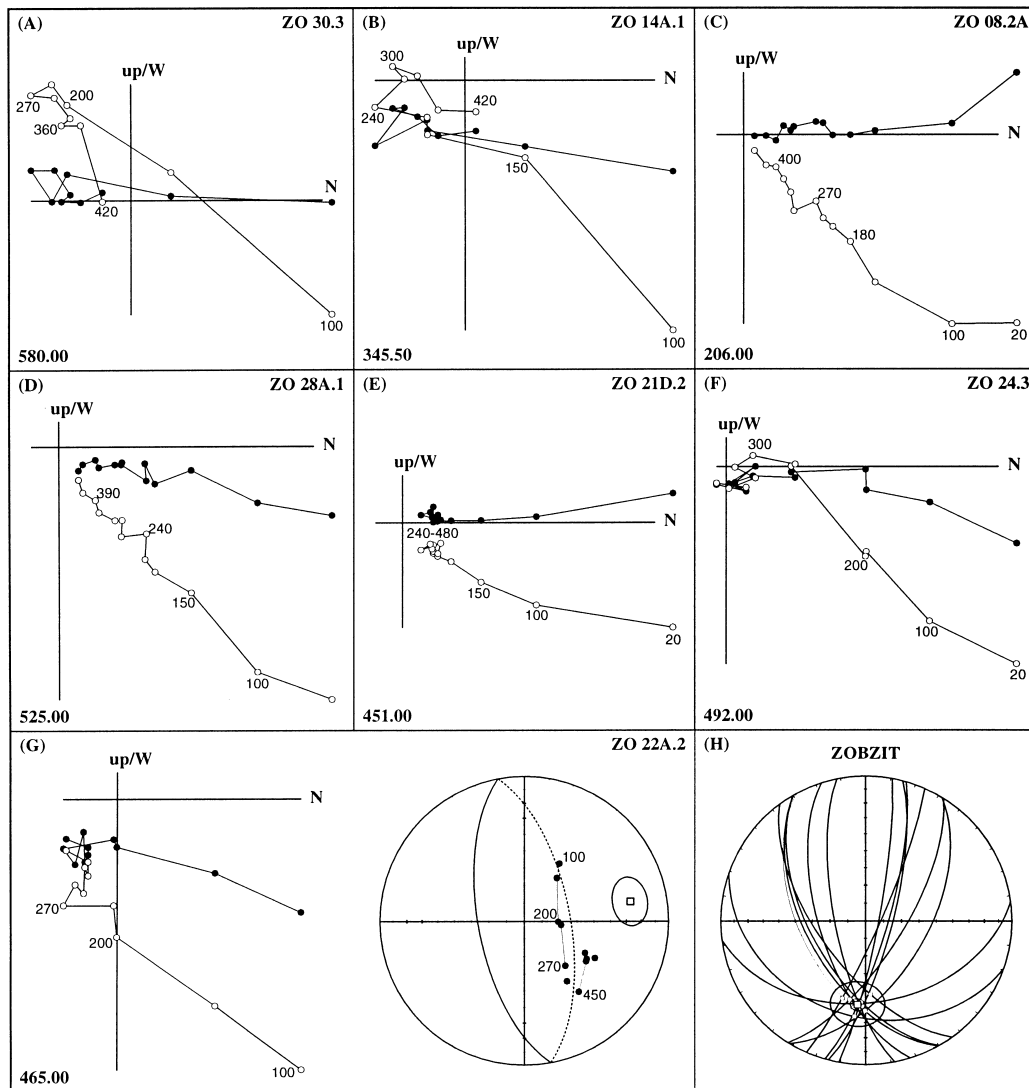 (A) ZO 30.3
up/W
270
200
360
N
420
100
580.00
(B) ZO 14A.1
up/W
300
N
240
420
150
100
345.50
(C) ZO 08.2A
up/W
N
400
270
180
100
20
206.00
(D) ZO 28A.1
up/W
N
390
240
150
100
525.00
(E) ZO 21D.2
up/W
N
240-480
150
100
20
451.00
(F) ZO 24.3
up/W
300
N
200
100
20
492.00
(G) ZO 22A.2
up/W
N
270
200
100
465.00
100
200
270
450
(H) ZOBZIT